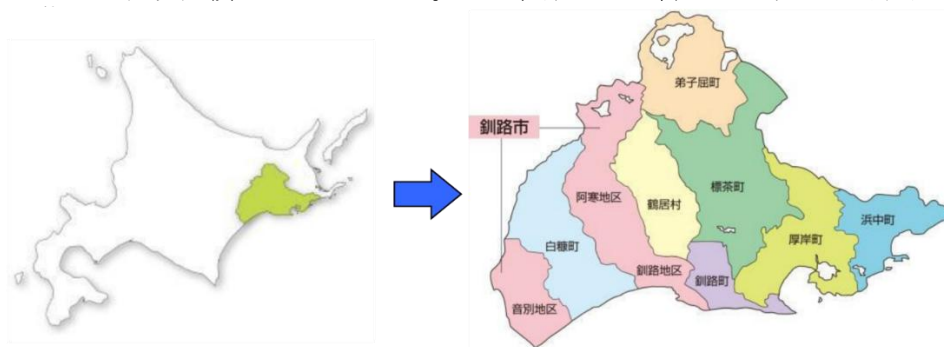 弟子屈町
釧路市
標茶町
阿寒地区
鶴居村
浜中町
厚岸町
白糠町
釧路地区
釧路町
音別地区